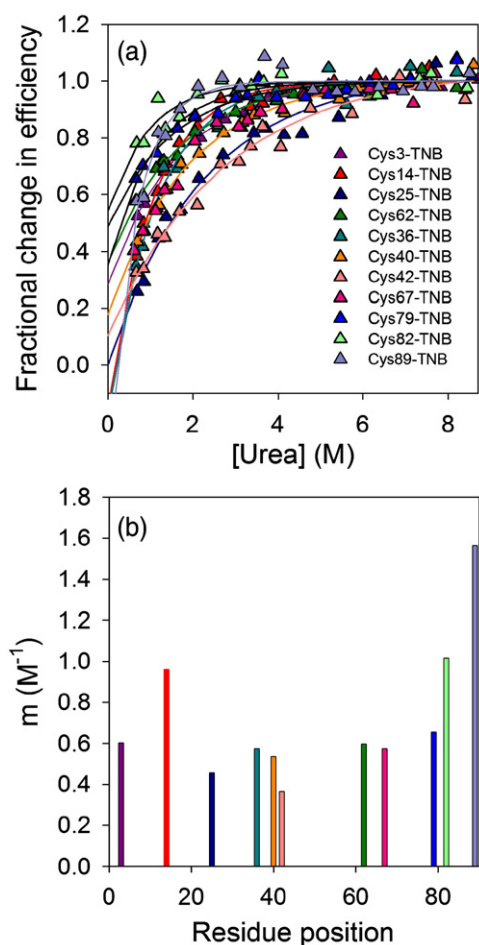 (a)
Fractional change in efficiency
1.2
1.0
0.8
0.6
0.4
0.2
0.0
Cys3-TNB
Cys14-TNB
Cys25-TNB
Cys62-TNB
Cys36-TNB
Cys40-TNB
Cys42-TNB
Cys67-TNB
Cys79-TNB
Cys82-TNB
Cys89-TNB
0 2 4 6 8
[Urea] (M)
(b)
m (M⁻¹)
1.8
1.6
1.4
1.2
1.0
0.8
0.6
0.4
0.2
0.0
0 20 40 60 80
Residue position